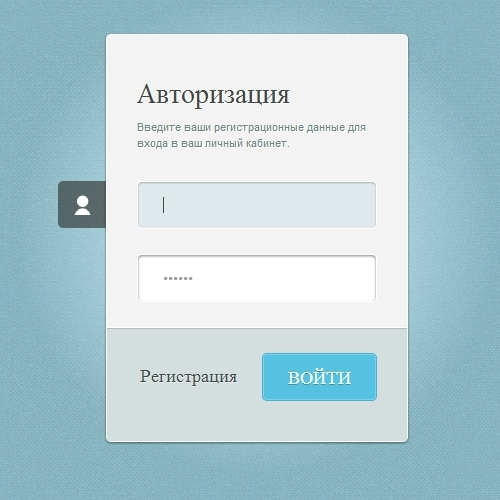 Авторизация
Введите ваши регистрационные данные для
входа в ваш личный кабинет.
••••••
Регистрация
ВОЙТИ